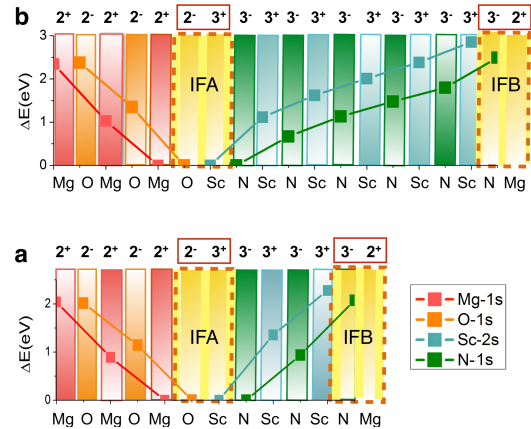 b
2⁺ 2⁻ 2⁺ 2⁻ 2⁺ 2⁻ 3⁺ 3⁻ 3⁺ 3⁻ 3⁺ 3⁻ 3⁺ 3⁻ 3⁺ 3⁻ 2⁺
3
2
1
0
ΔE(eV)
IFA
IFB
Mg O Mg O Mg O Sc N Sc N Sc N Sc N Sc N Mg
a
2⁺ 2⁻ 2⁺ 2⁻ 2⁺ 2⁻ 3⁺ 3⁻ 3⁺ 3⁻ 3⁺ 3⁻ 2⁺
2
1
0
ΔE(eV)
IFA
IFB
Mg O Mg O Mg O Sc N Sc N Sc N Mg
Mg-1s
O-1s
Sc-2s
N-1s